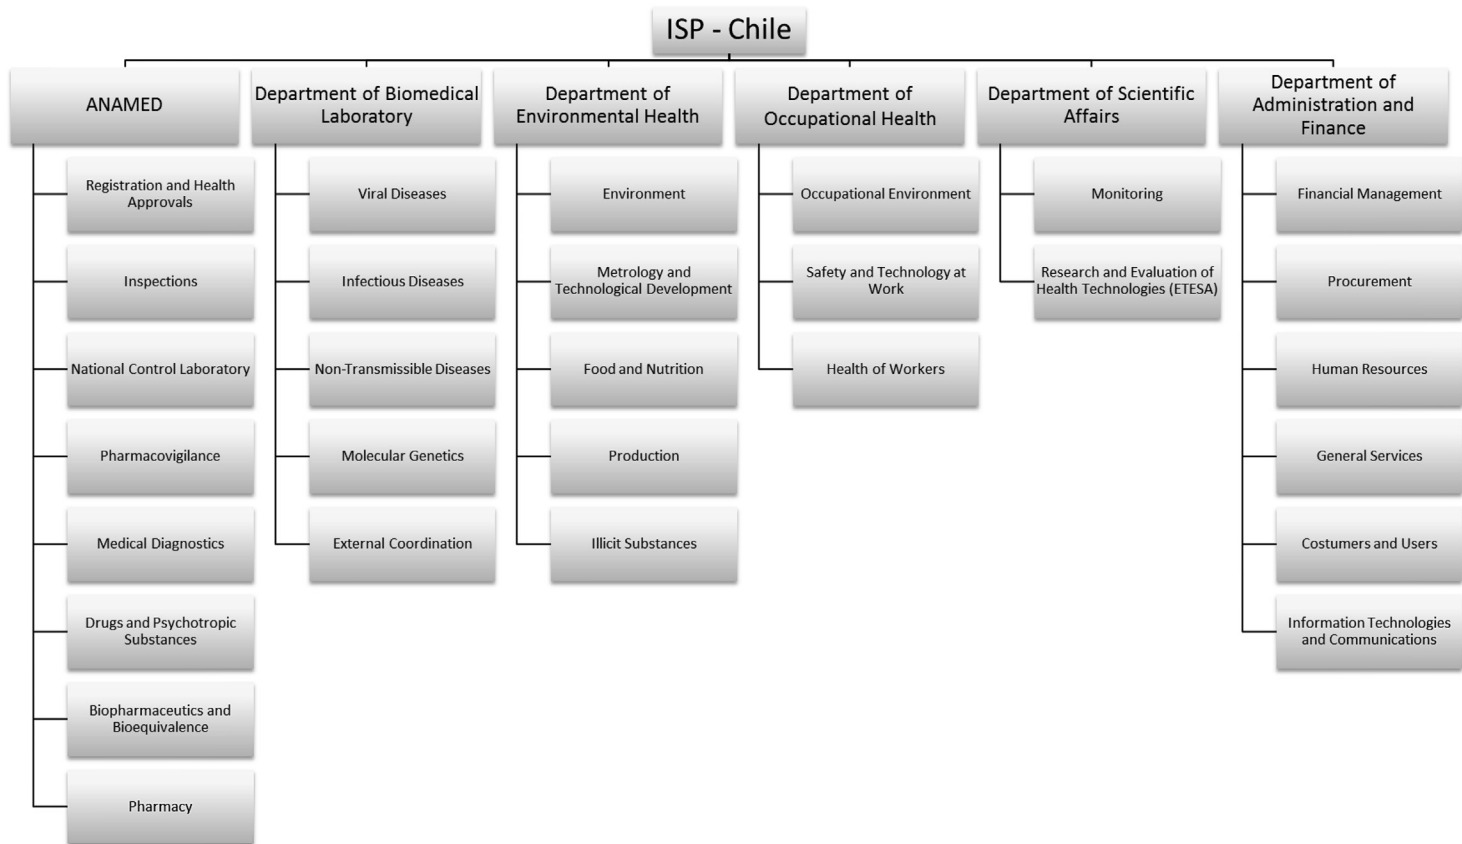 ISP - Chile
ANAMED
Registration and Health
Approvals
Inspections
National Control Laboratory
Pharmacovigilance
Medical Diagnostics
Drugs and Psychotropic
Substances
Biopharmaceutics and
Bioequivalence
Pharmacy
Department of Biomedical
Laboratory
Viral Diseases
Infectious Diseases
Non-Transmissible Diseases
Molecular Genetics
External Coordination
Department of
Environmental Health
Environment
Metrology and
Technological Development
Food and Nutrition
Production
Illicit Substances
Department of
Occupational Health
Occupational Environment
Safety and Technology at
Work
Health of Workers
Department of Scientific
Affairs
Monitoring
Research and Evaluation of
Health Technologies (ETESA)
Department of
Administration and
Finance
Financial Management
Procurement
Human Resources
General Services
Costumers and Users
Information Technologies
and Communications